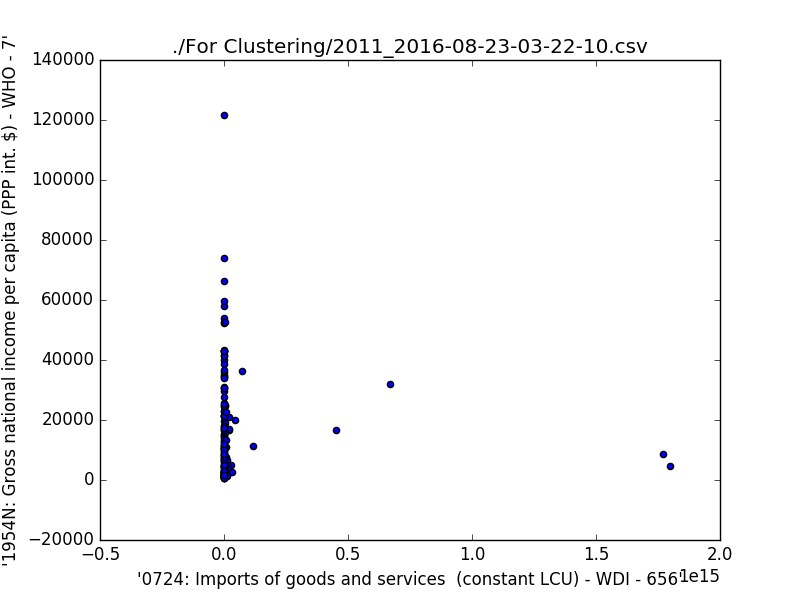 ./For Clustering/2011_2016-08-23-03-22-10.csv
'1954N: Gross national income per capita (PPP int. $) - WHO - 7'
140000
120000
100000
80000
60000
40000
20000
0
−20000
−0.5 0.0 0.5 1.0 1.5 2.0
1e15
'0724: Imports of goods and services  (constant LCU) - WDI - 656'